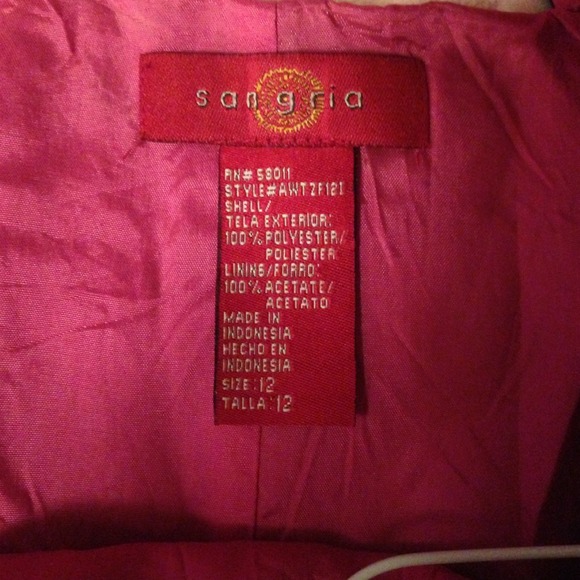 sangria
RN# 58011
STYLE#AWTZF12I
SHELL/
TELA EXTERIOR:
100% POLYESTER/
POLIESTER
LINING/FORRO:
100% ACETATE/
ACETATO
MADE IN
INDONESIA
HECHO EN
INDONESIA
SIZE:12
TALLA:12